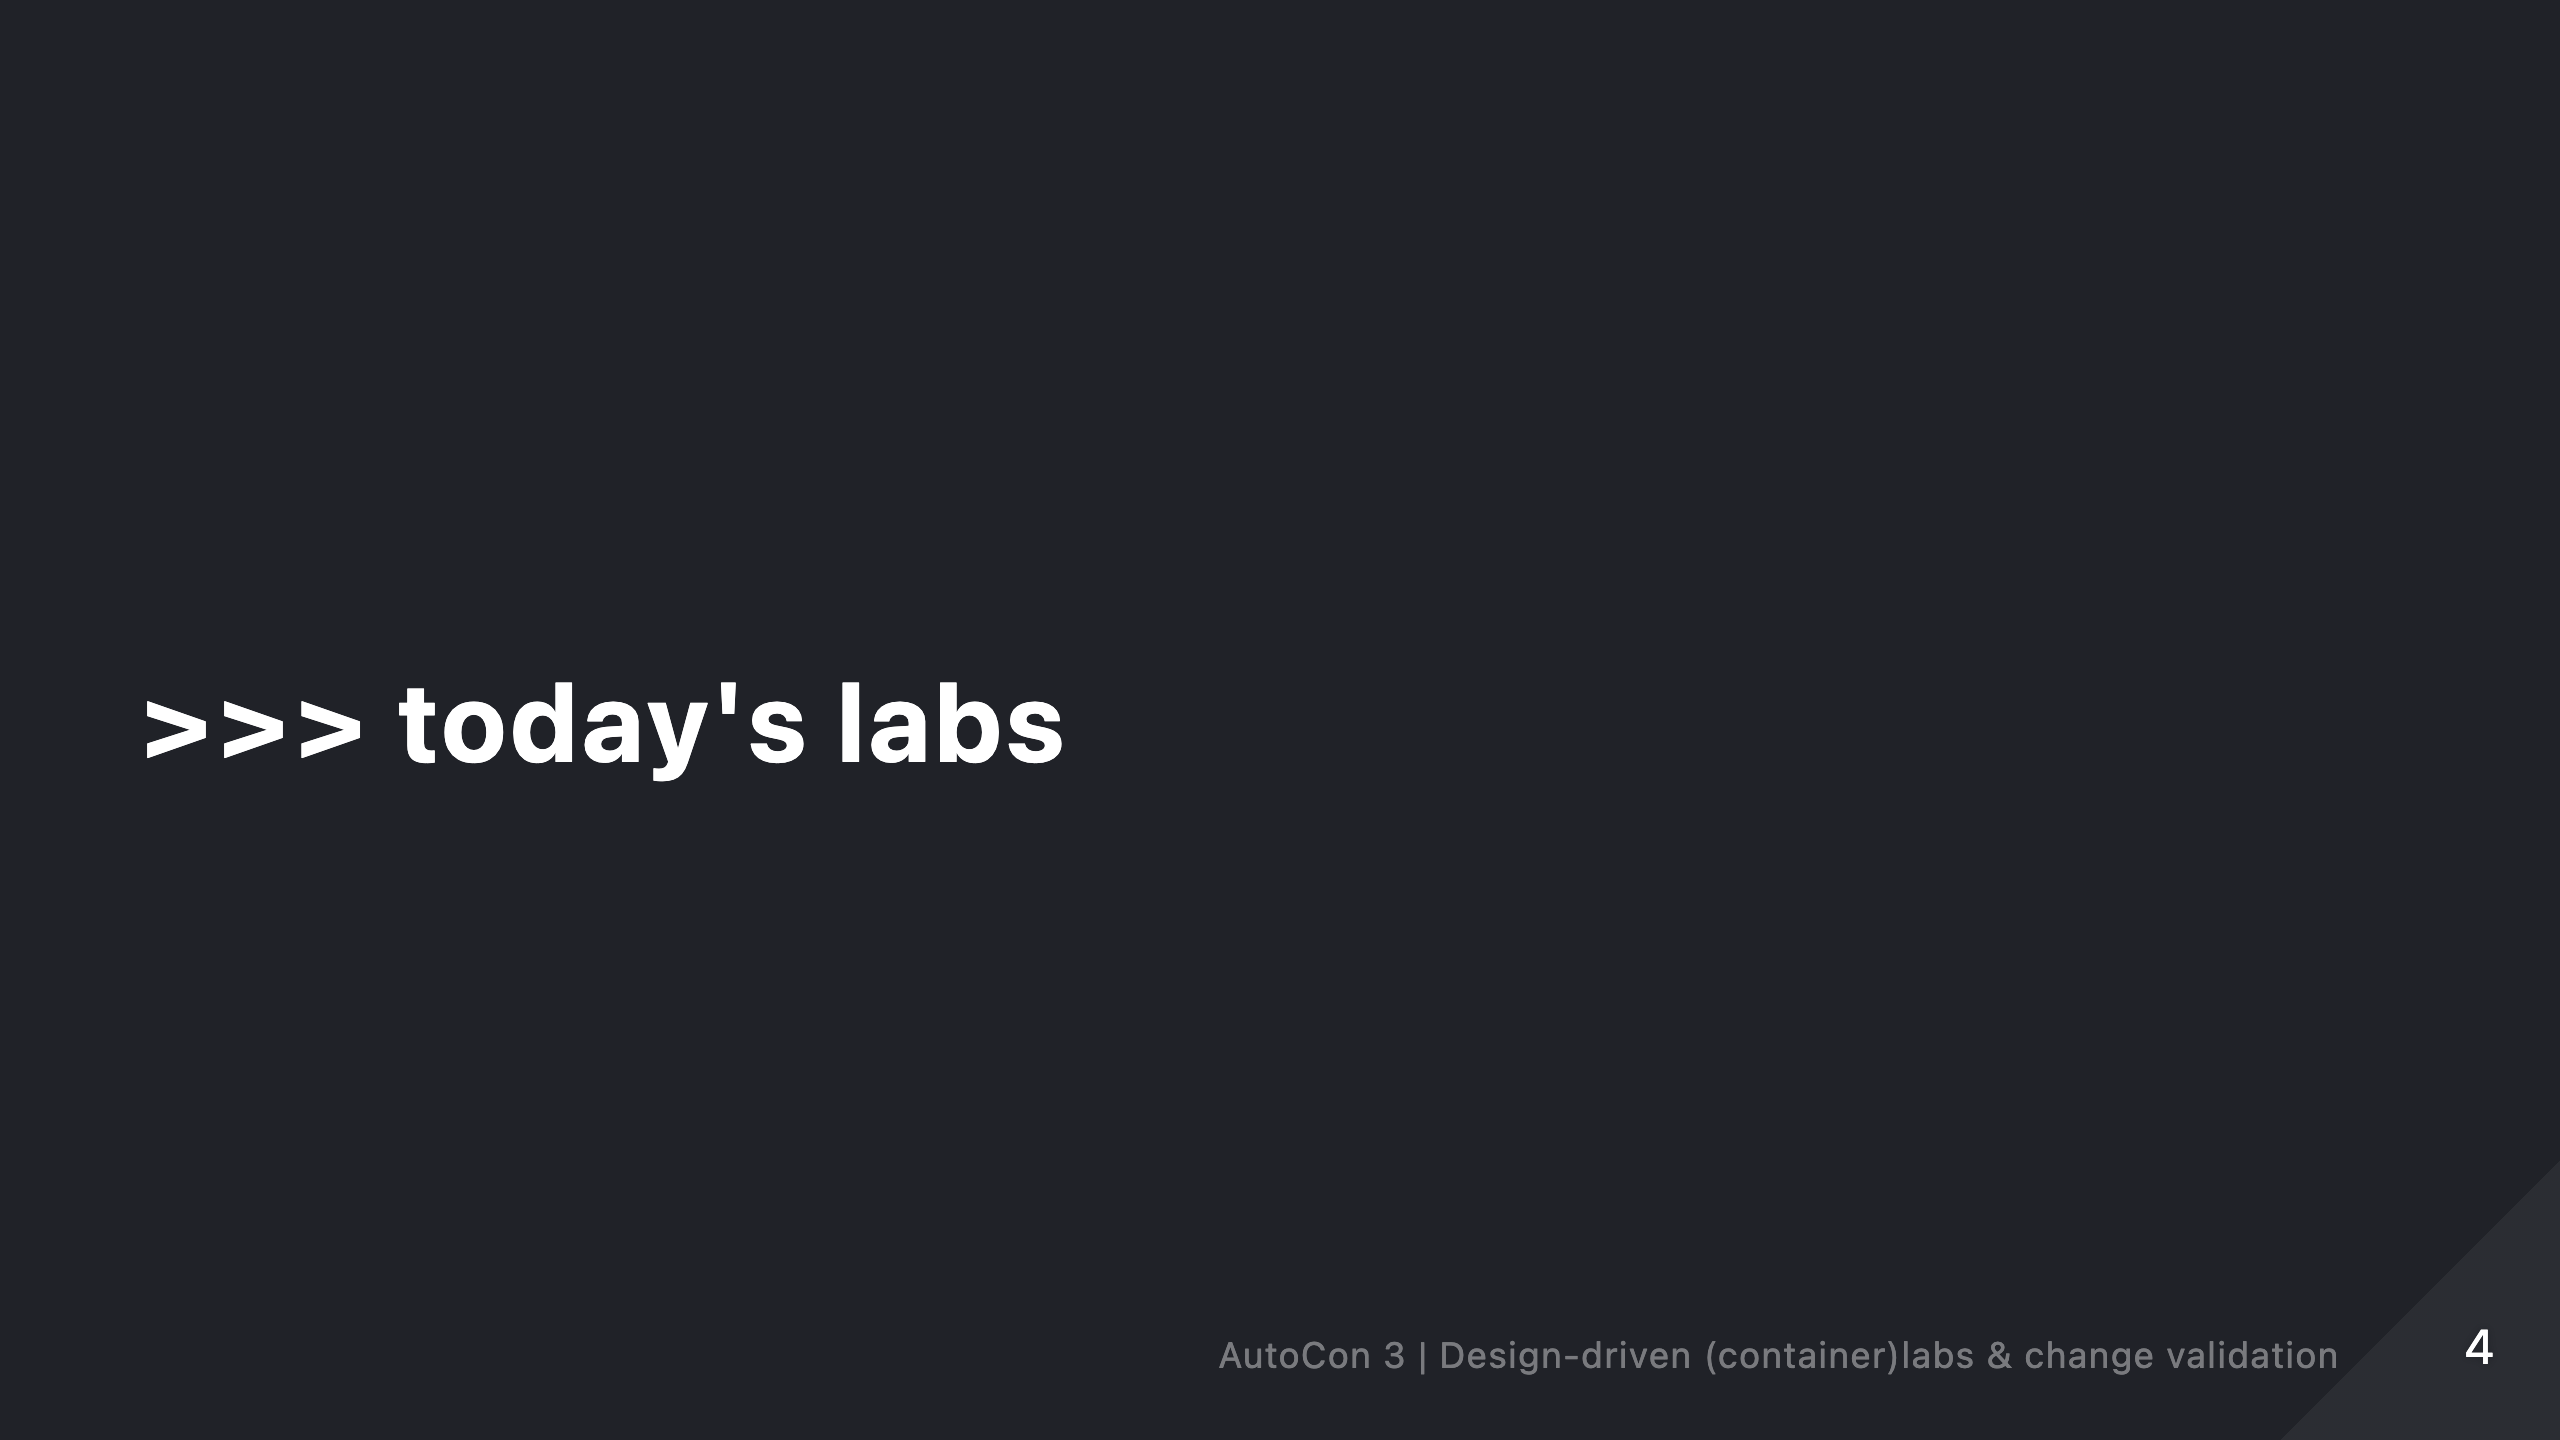 >>> today's labs
AutoCon 3 | Design-driven (container)labs & change validation
4